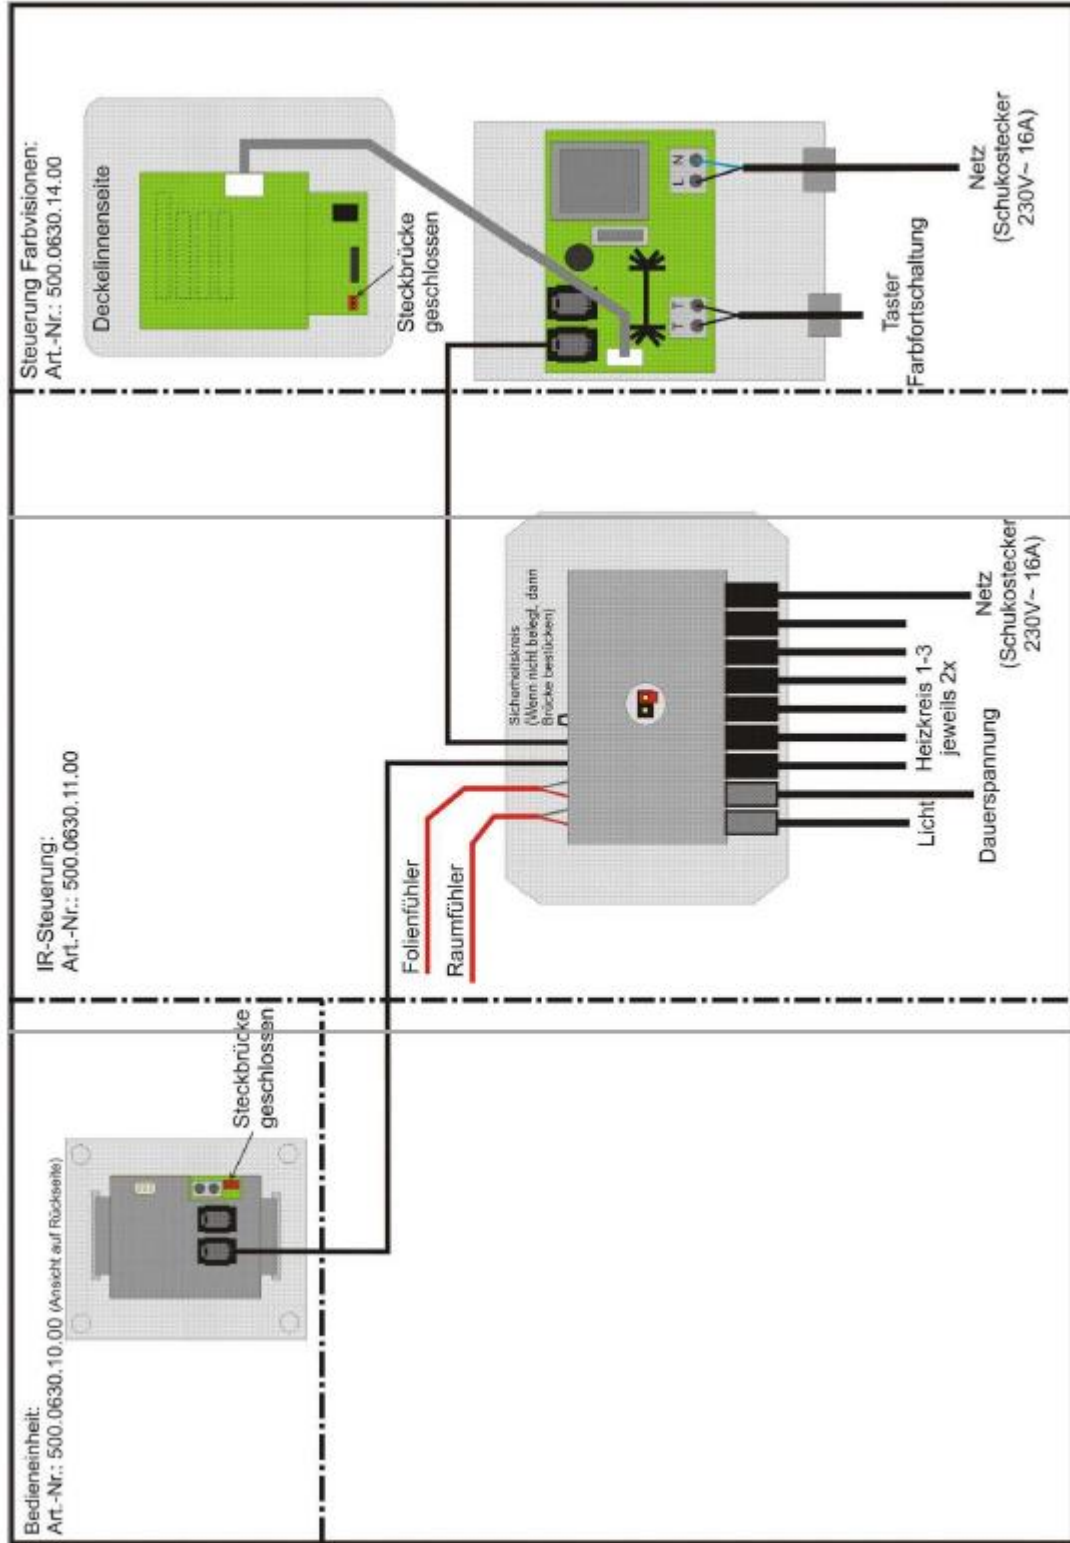 Bedieneinheit:
Art.-Nr.: 500.0630.10.00 (Ansicht auf Rückseite)
Steckbrücke
geschlossen
IR-Steuerung:
Art.-Nr.: 500.0630.11.00
Folienfühler
Raumfühler
Sicherheitskreis
(Wenn nicht belegt, dann
Brücke bestücken)
Licht
Dauerspannung
Heizkreis 1-3
jeweils 2x
Netz
(Schukostecker
230V~ 16A)
Steuerung Farbvisionen:
Art.-Nr.: 500.0630.14.00
Deckelinnenseite
Steckbrücke
geschlossen
T T
L N
Taster
Farbfortschaltung
Netz
(Schukostecker
230V~ 16A)